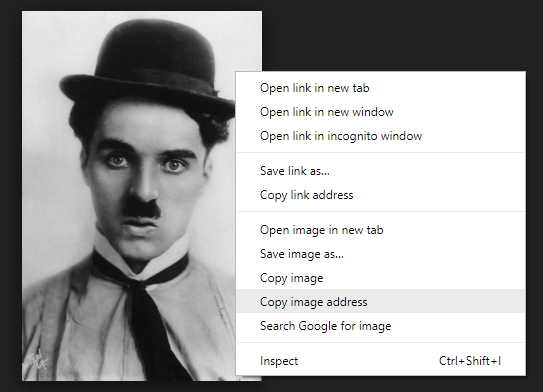 Open link in new tab
Open link in new window
Open link in incognito window
Save link as...
Copy link address
Open image in new tab
Save image as...
Copy image
Copy image address
Search Google for image
Inspect Ctrl+Shift+I